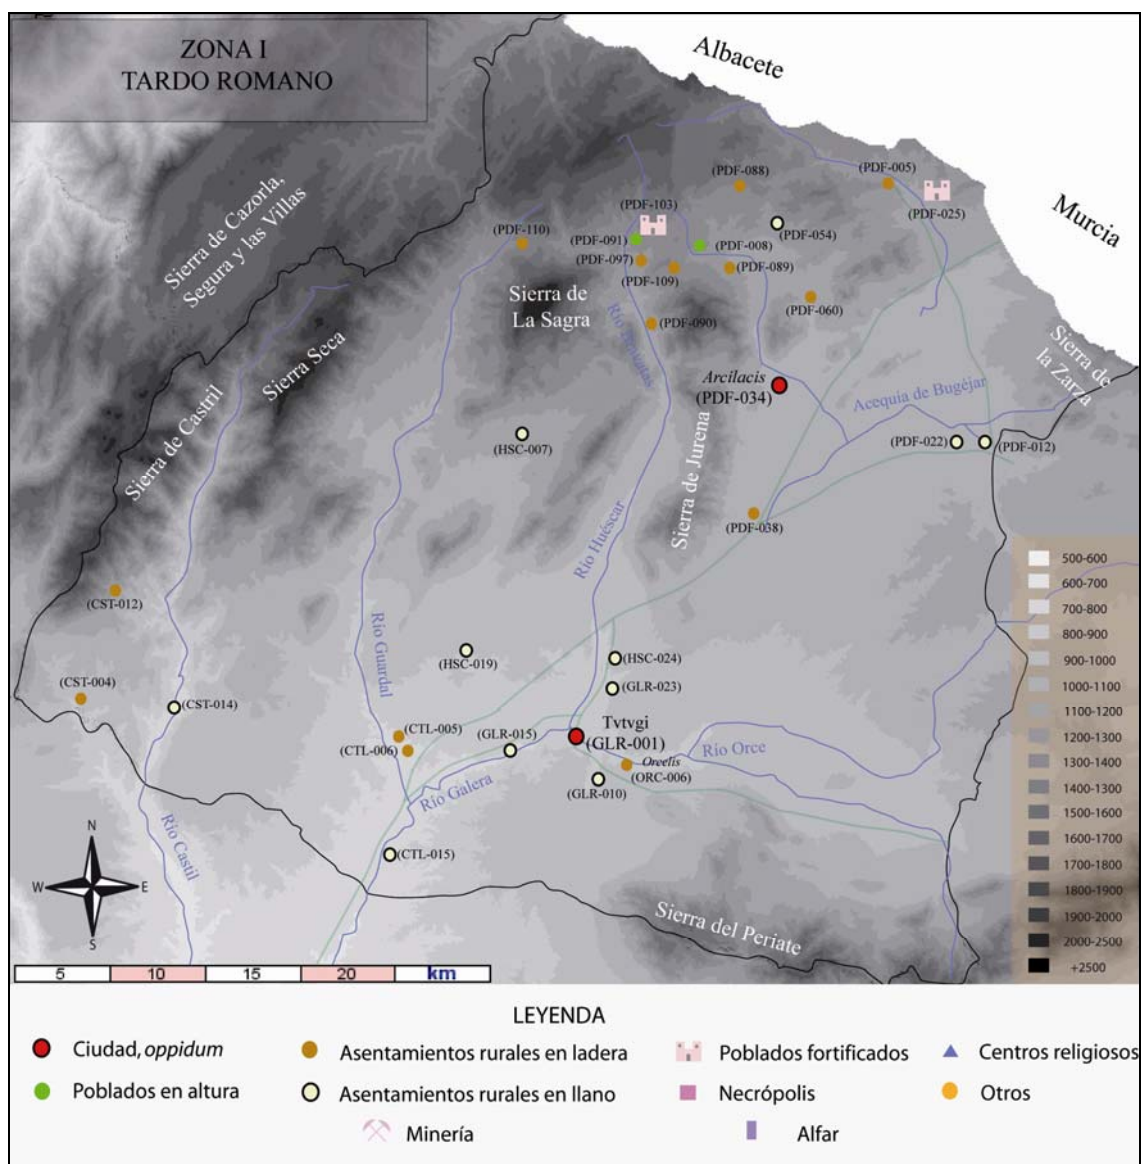 ZONA I
TARDO ROMANO
Albacete
Murcia
Sierra de Cazorla,
Segura y las Villas
(PDF-088)
(PDF-005)
(PDF-025)
(PDF-103)
(PDF-110)
(PDF-091)
(PDF-008)
(PDF-054)
(PDF-097)
(PDF-109)
(PDF-089)
(PDF-060)
Sierra de
La Sagra
Sierra Seca
Río
(PDF-090)
Sierra de
la Zarza
Arcilacis
(PDF-034)
Acequia de Bugéjar
Sierra de Castril
(HSC-007)
Sierra de Jurena
(PDF-022)
(PDF-012)
(PDF-038)
Río Huéscar
(CST-012)
Río Guardal
(HSC-019)
(HSC-024)
(CST-004)
(CST-014)
(GLR-023)
(CTL-005)
(CTL-006)
(GLR-015)
Tvtvgi
(GLR-001)
Río Orce
Orcelis
(ORC-006)
(GLR-010)
Río Galera
Río Castil
(CTL-015)
Sierra del Periate
N
W
E
S
500-600
600-700
700-800
800-900
900-1000
1000-1100
1100-1200
1200-1300
1300-1400
1400-1300
1500-1600
1600-1700
1700-1800
1800-1900
1900-2000
2000-2500
+2500
5 10 15 20 km
LEYENDA
Ciudad, oppidum
Asentamientos rurales en ladera
Poblados fortificados
Centros religiosos
Poblados en altura
Asentamientos rurales en llano
Necrópolis
Otros
Minería
Alfar